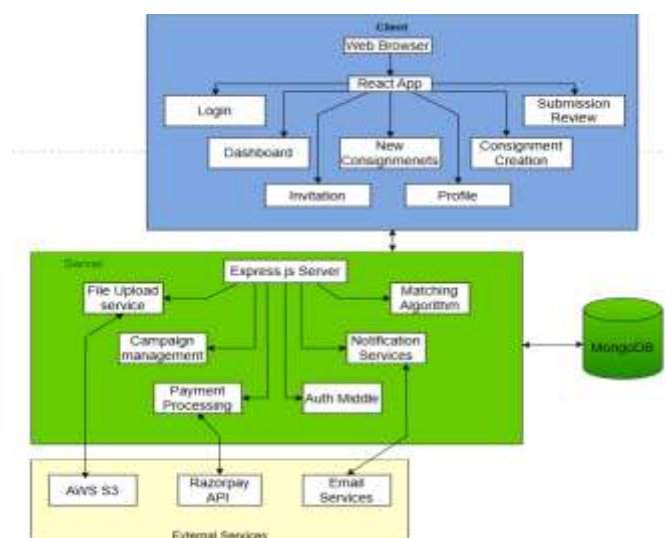 Client
Web Browser
React App
Login
Submission
Review
Dashboard
New
Consignmenets
Consignment
Creation
Invitation
Profile
Server
Express js Server
File Upload
service
Matching
Algorithm
Campaign
management
Notification
Services
MongoDB
Payment
Processing
Auth Middle
AWS S3
Razorpay
API
Email
Services
External Services